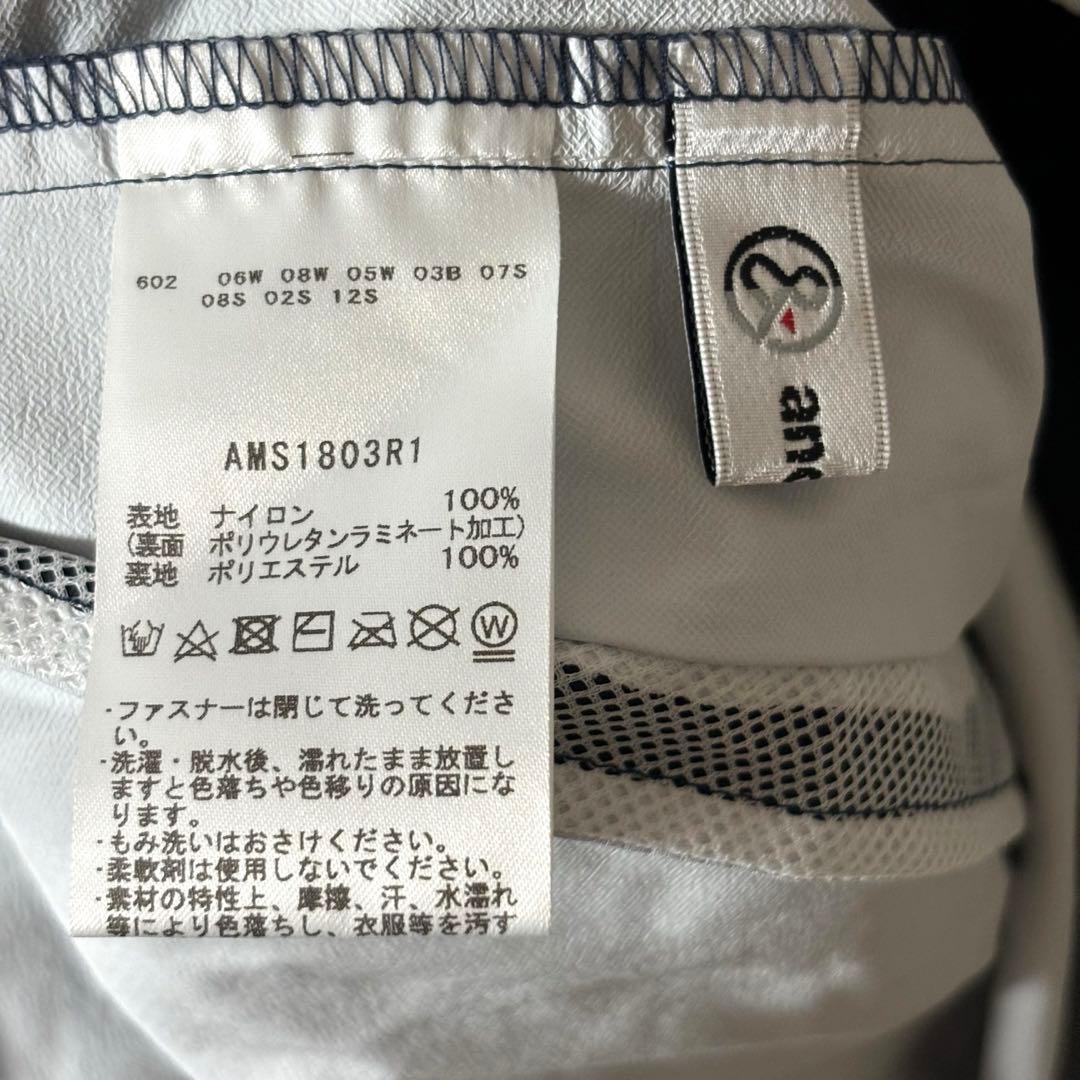 602 06W 08W 05W 03B 07S
08S 02S 12S
AMS1803R1
表地 ナイロン 100%
(裏面 ポリウレタンラミネート加工)
裏地 ポリエステル 100%
W
・ファスナーは閉じて洗ってくださ
い。
・洗濯・脱水後、濡れたまま放置し
ますと色落ちや色移りの原因にな
ります。
・もみ洗いはおさけください。
・柔軟剤は使用しないでください。
・素材の特性上、摩擦、汗、水濡れ
等により色落ちし、衣服等を汚す